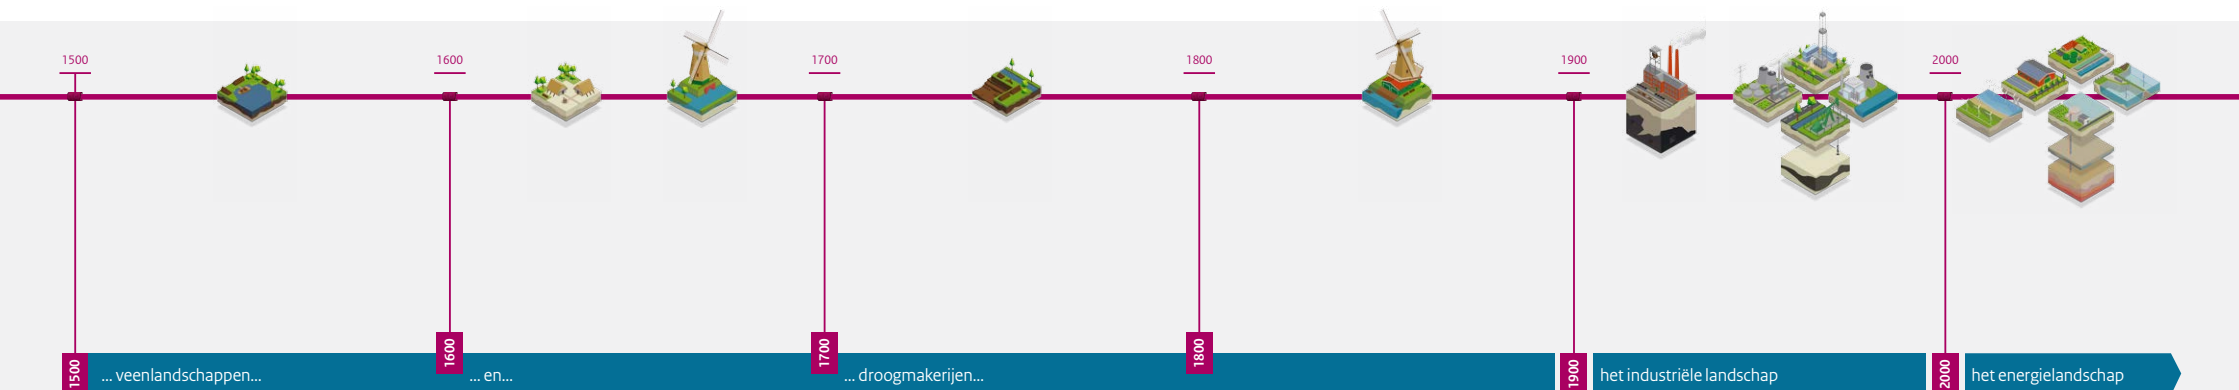 1500
1600
1700
1800
1900
2000
1500
1600
1700
1800
1900
2000
... veenlandschappen...
... en...
... droogmakerijen...
het industriële landschap
het energielandschap